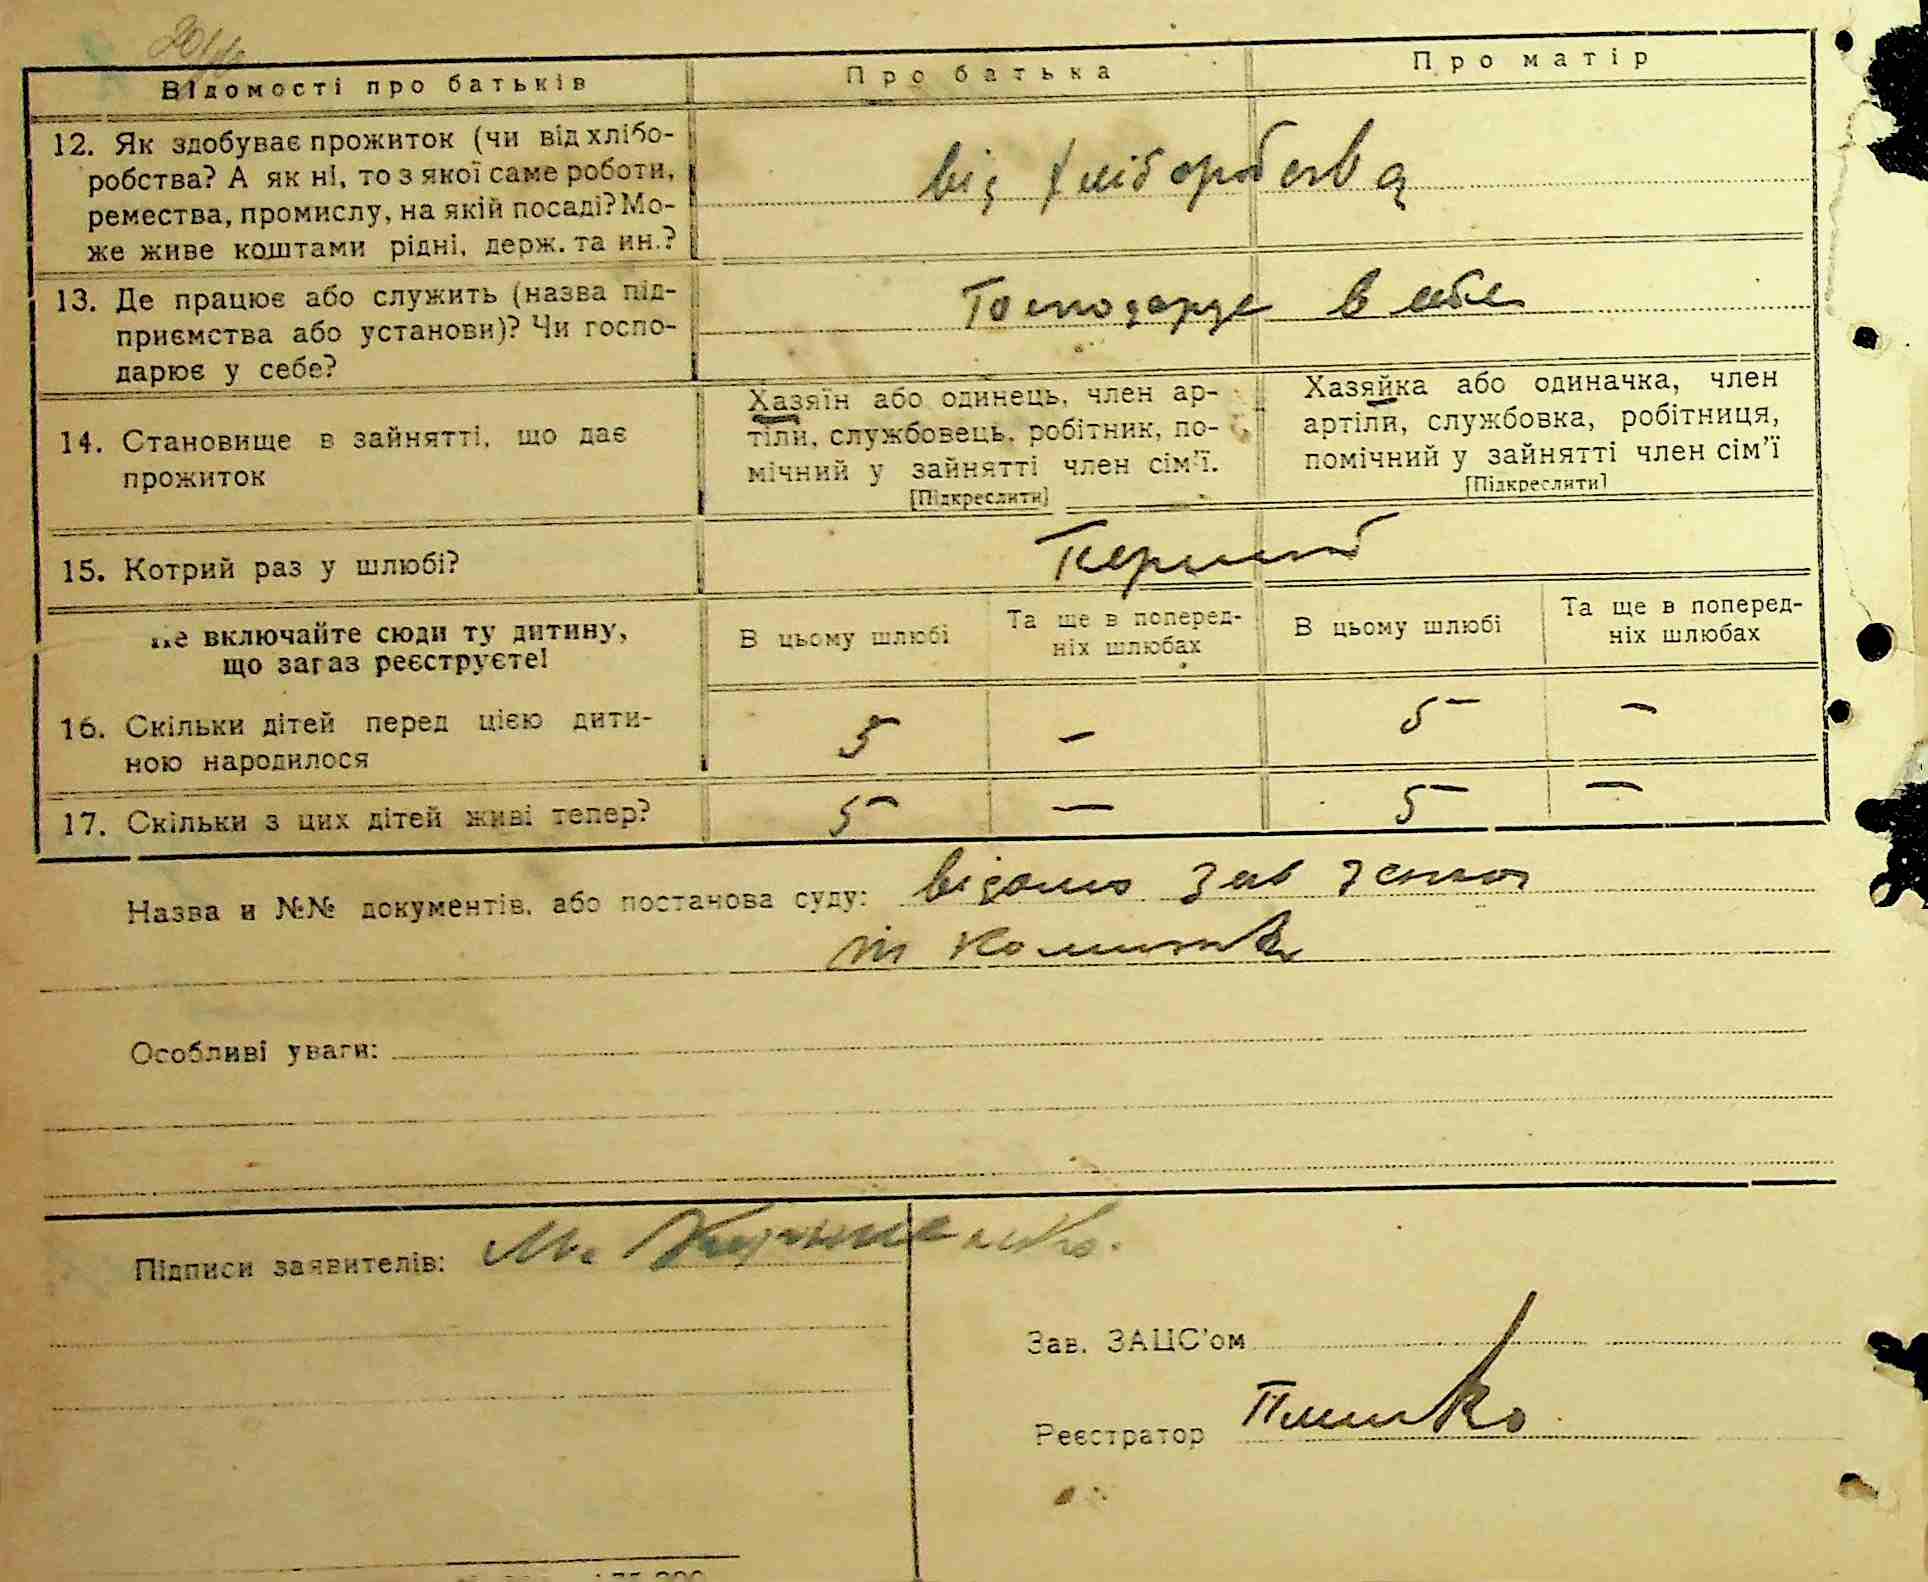 Відомості про батьків Про батька Про матір
12. Як здобуває прожиток (чи від хлібо-
робства? А як ні, то з якої саме роботи,
ремества, промислу, на якій посаді? Мо-
же живе коштами рідні, держ. та ин.?
від хліборобства
13. Де працює або служить (назва під-
приємства або установи)? Чи госпо-
дарює у себе?
Господарує в себе
14. Становище в зайнятті, що дає
прожиток
Хазяїн або одинець, член ар-
тіли, службовець, робітник, по-
мічний у зайнятті член сім'ї.
[Підкреслити]
Хазяйка або одиначка, член
артіли, службовка, робітниця,
помічний у зайнятті член сім'ї
[Підкреслити]
15. Котрий раз у шлюбі?
Перший
Не включайте сюди ту дитину,
що загаз реєструєте!
В цьому шлюбі
Та ще в поперед-
ніх шлюбах
В цьому шлюбі
Та ще в поперед-
ніх шлюбах
16. Скільки дітей перед цією дити-
ною народилося
5 — 5 —
17. Скільки з цих дітей живі тепер? 5 — 5 —
Назва и №№ документів, або постанова суду: відомо
Особливі уваги:
Підписи заявителів: М.
Зав. ЗАЦС'ом
Реєстратор